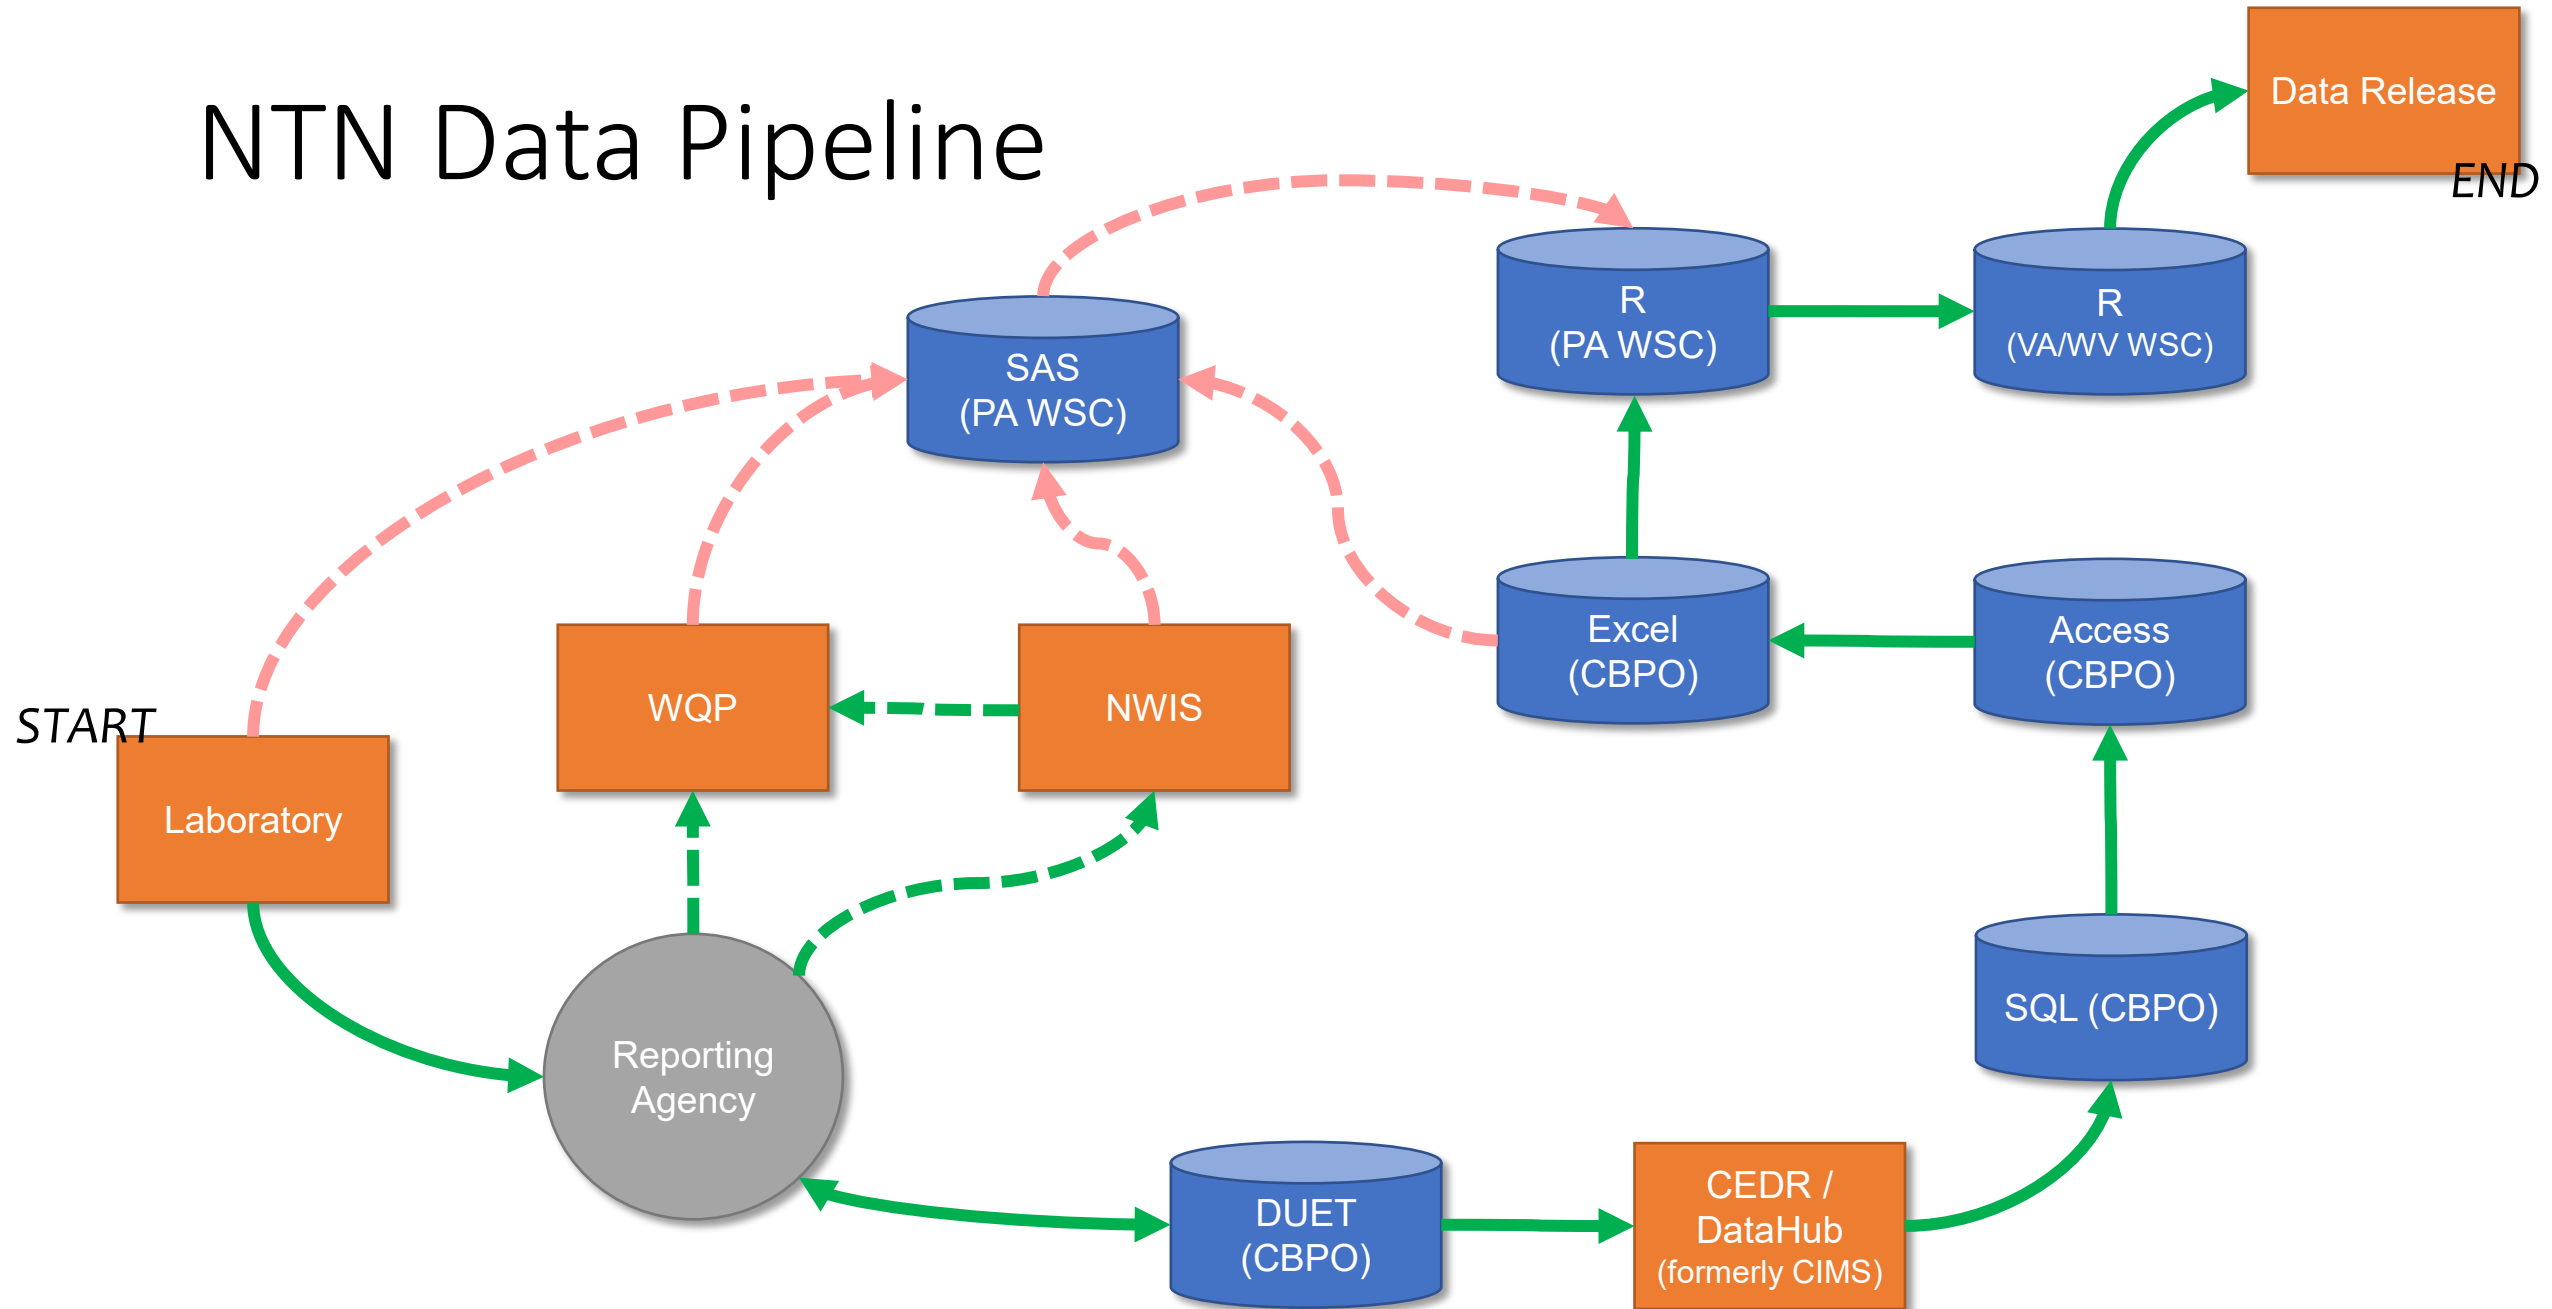 NTN Data Pipeline
Data Release
END
R
(PA WSC)
R
(VA/WV WSC)
SAS
(PA WSC)
Excel
(CBPO)
Access
(CBPO)
WQP
NWIS
START
Laboratory
SQL (CBPO)
Reporting
Agency
DUET
(CBPO)
CEDR /
DataHub
(formerly CIMS)